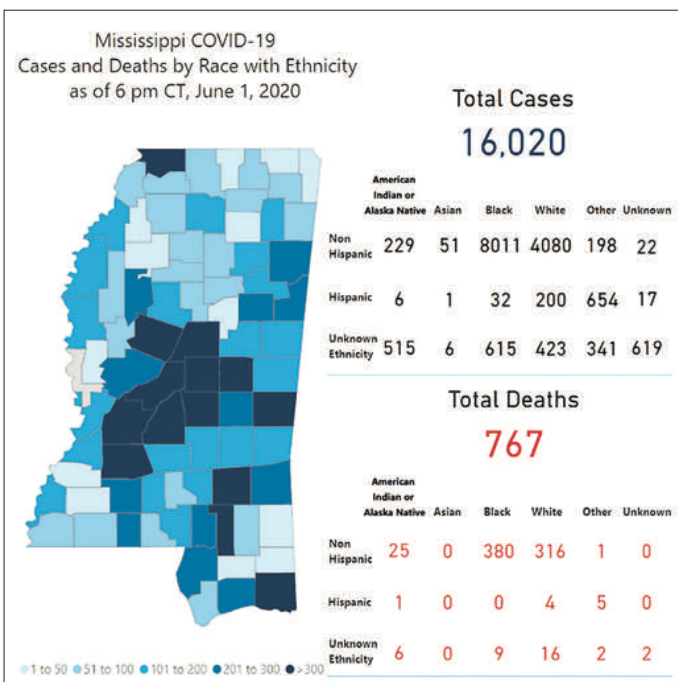 Mississippi COVID-19
Cases and Deaths by Race with Ethnicity
as of 6 pm CT, June 1, 2020
Total Cases
16,020
American
Indian or
Alaska Native Asian Black White Other Unknown
Non
Hispanic 229 51 8011 4080 198 22
Hispanic 6 1 32 200 654 17
Unknown
Ethnicity 515 6 615 423 341 619
Total Deaths
767
American
Indian or
Alaska Native Asian Black White Other Unknown
Non
Hispanic 25 0 380 316 1 0
Hispanic 1 0 0 4 5 0
Unknown
Ethnicity 6 0 9 16 2 2
1 to 50 51 to 100 101 to 200 201 to 300 >300